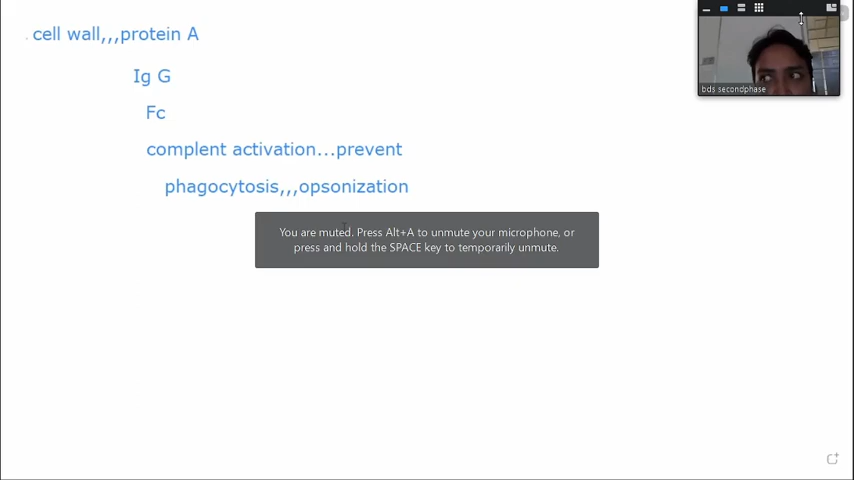 cell wall,,,protein A
Ig G
Fc
complent activation...prevent
phagocytosis,,,opsonization
You are muted. Press Alt+A to unmute your microphone, or
press and hold the SPACE key to temporarily unmute.
bds secondphase